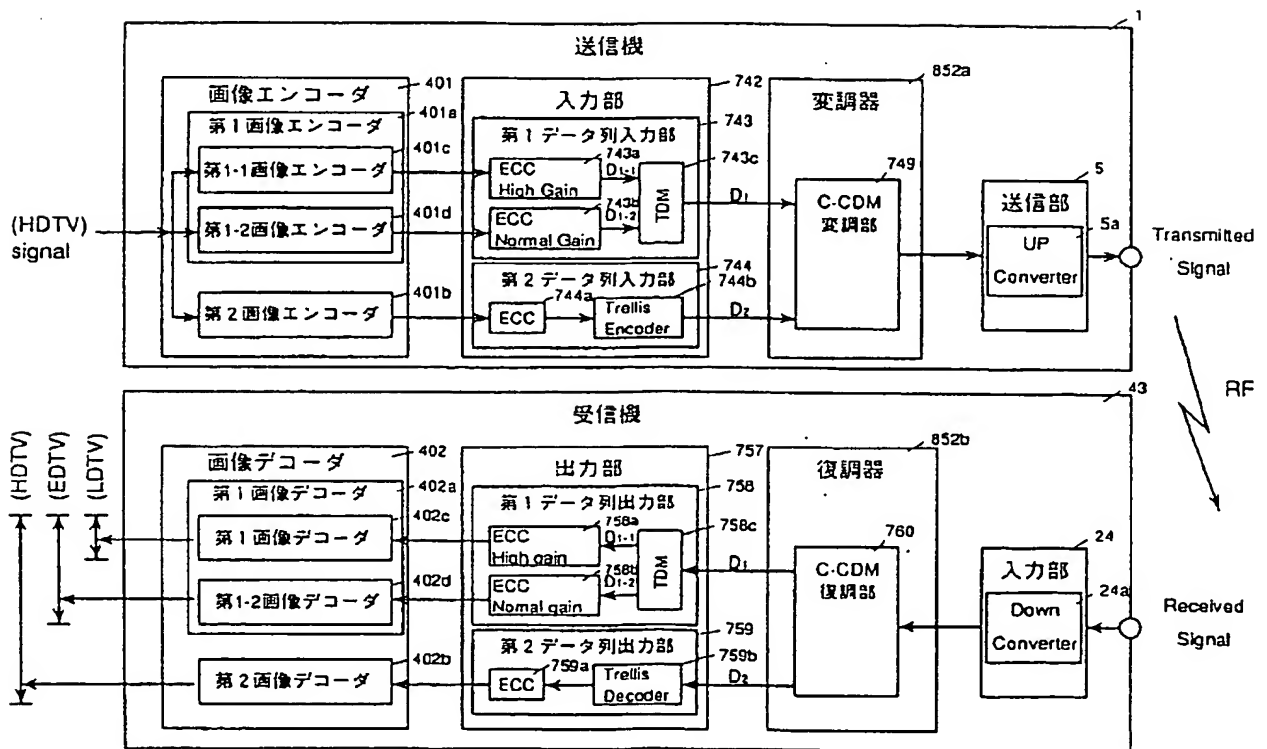 1
送信機
画像エンコーダ
401
第1画像エンコーダ
401a
401c
第1-1画像エンコーダ
401d
第1-2画像エンコーダ
401b
第2画像エンコーダ
(HDTV)
signal
742
入力部
743
第1データ列入力部
743a
743c
ECC
High Gain
D1-1
743b
D1-2
ECC
Normal Gain
TDM
D1
744
第2データ列入力部
744a
744b
ECC
Trellis
Encoder
D2
852a
変調器
749
C-CDM
変調部
5
送信部
5a
UP
Converter
Transmitted
Signal
RF
43
受信機
(HDTV)
(EDTV)
(LDTV)
画像デコーダ
402
第1画像デコーダ
402a
402c
第1画像デコーダ
402d
第1-2画像デコーダ
402b
第2画像デコーダ
757
出力部
758
第1データ列出力部
758a
758c
ECC
High gain
D1-1
758b
D1-2
ECC
Nomal gain
TDM
D1
759
第2データ列出力部
759a
759b
ECC
Trellis
Decoder
D2
852b
復調器
760
C-CDM
復調部
24
入力部
24a
Down
Converter
Received
Signal